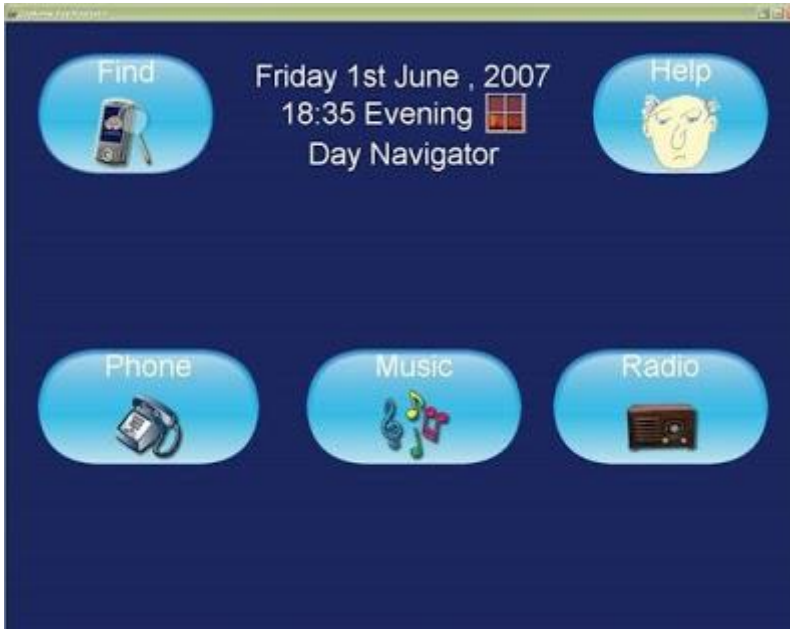 Find
Friday 1st June , 2007
18:35 Evening
Day Navigator
Help
Phone
Music
Radio